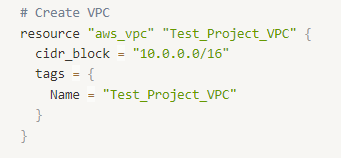 # Create VPC
resource "aws_vpc" "Test_Project_VPC" {
  cidr_block = "10.0.0.0/16"
  tags = {
    Name = "Test_Project_VPC"
  }
}